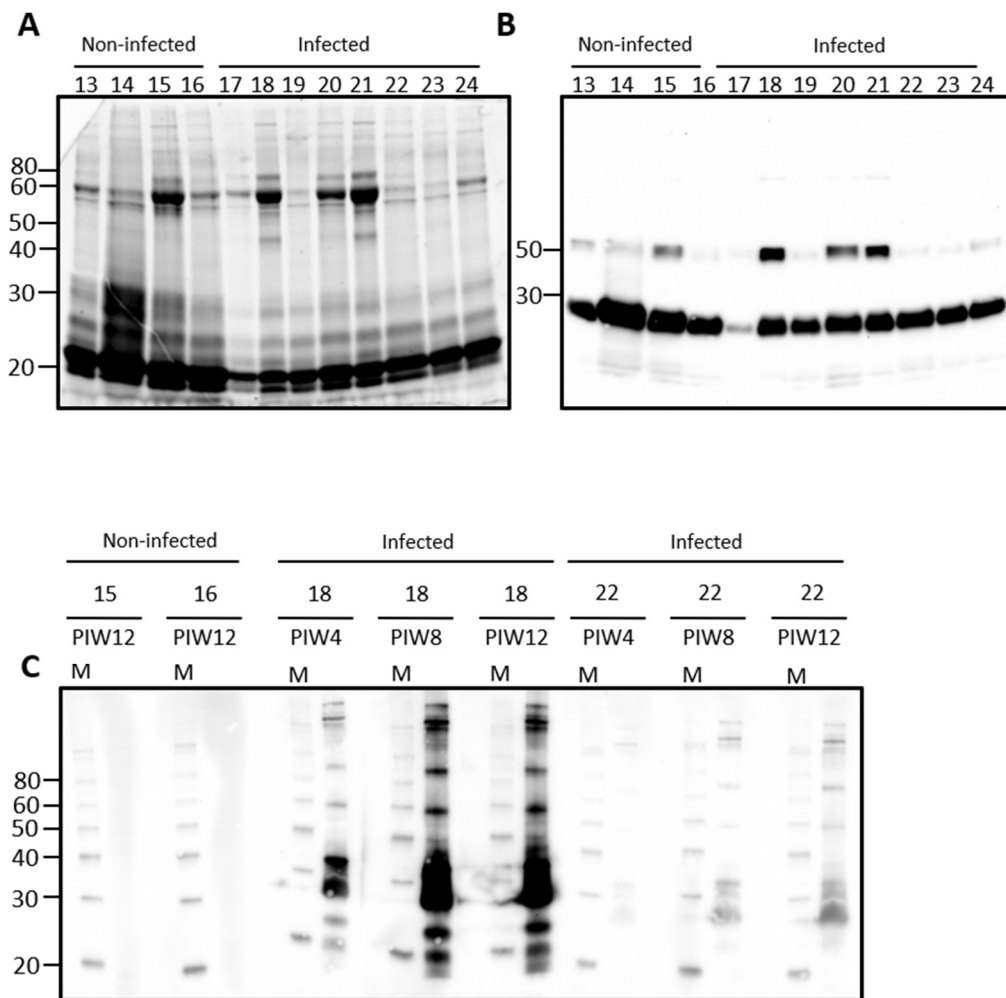 A
Non-infected Infected
13 14 15 16 17 18 19 20 21 22 23 24
80
60
50
40
30
20
B
Non-infected Infected
13 14 15 16 17 18 19 20 21 22 23 24
50
30
Non-infected Infected Infected
15 16 18 18 18 22 22 22
PIW12 PIW12 PIW4 PIW8 PIW12 PIW4 PIW8 PIW12
C
M M M M M M M M
80
60
50
40
30
20